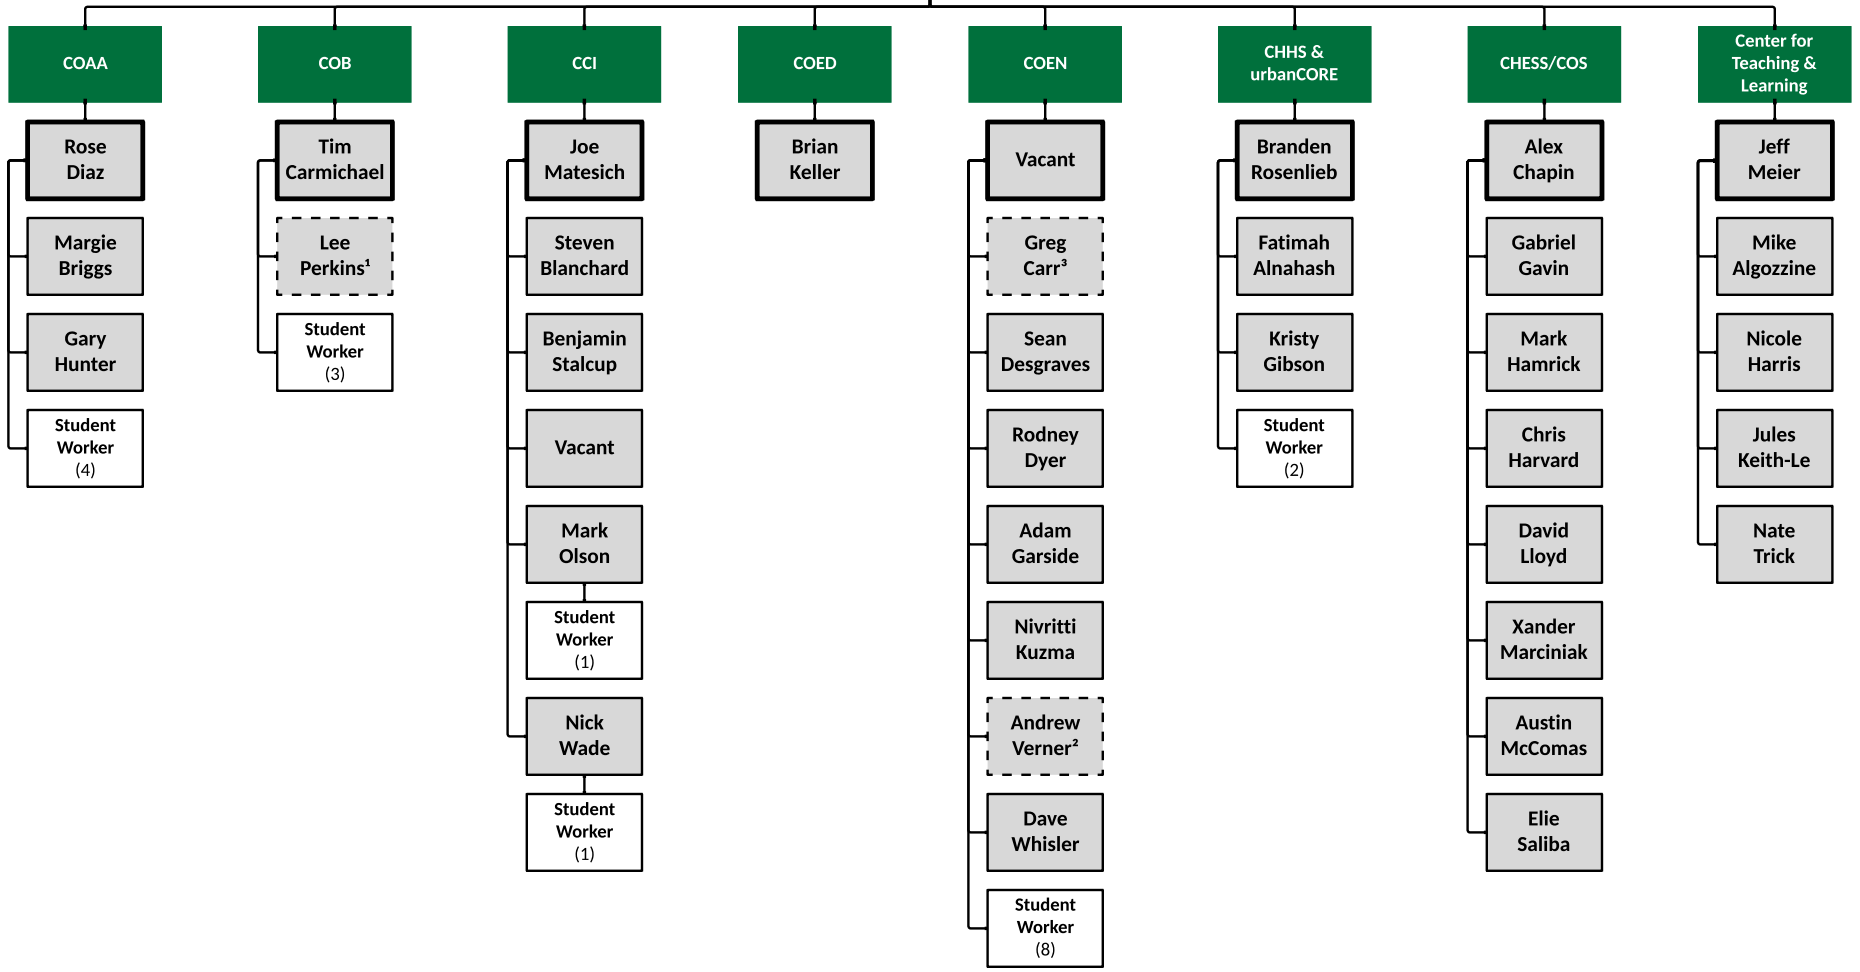 COAA
Rose
Diaz
Margie
Briggs
Gary
Hunter
Student
Worker
(4)
COB
Tim
Carmichael
Lee
Perkins¹
Student
Worker
(3)
CCI
Joe
Matesich
Steven
Blanchard
Benjamin
Stalcup
Vacant
Mark
Olson
Student
Worker
(1)
Nick
Wade
Student
Worker
(1)
COED
Brian
Keller
COEN
Vacant
Greg
Carr³
Sean
Desgraves
Rodney
Dyer
Adam
Garside
Nivritti
Kuzma
Andrew
Verner²
Dave
Whisler
Student
Worker
(8)
CHHS &
urbanCORE
Branden
Rosenlieb
Fatimah
Alnahash
Kristy
Gibson
Student
Worker
(2)
CHESS/COS
Alex
Chapin
Gabriel
Gavin
Mark
Hamrick
Chris
Harvard
David
Lloyd
Xander
Marciniak
Austin
McComas
Elie
Saliba
Center for
Teaching &
Learning
Jeff
Meier
Mike
Algozzine
Nicole
Harris
Jules
Keith-Le
Nate
Trick